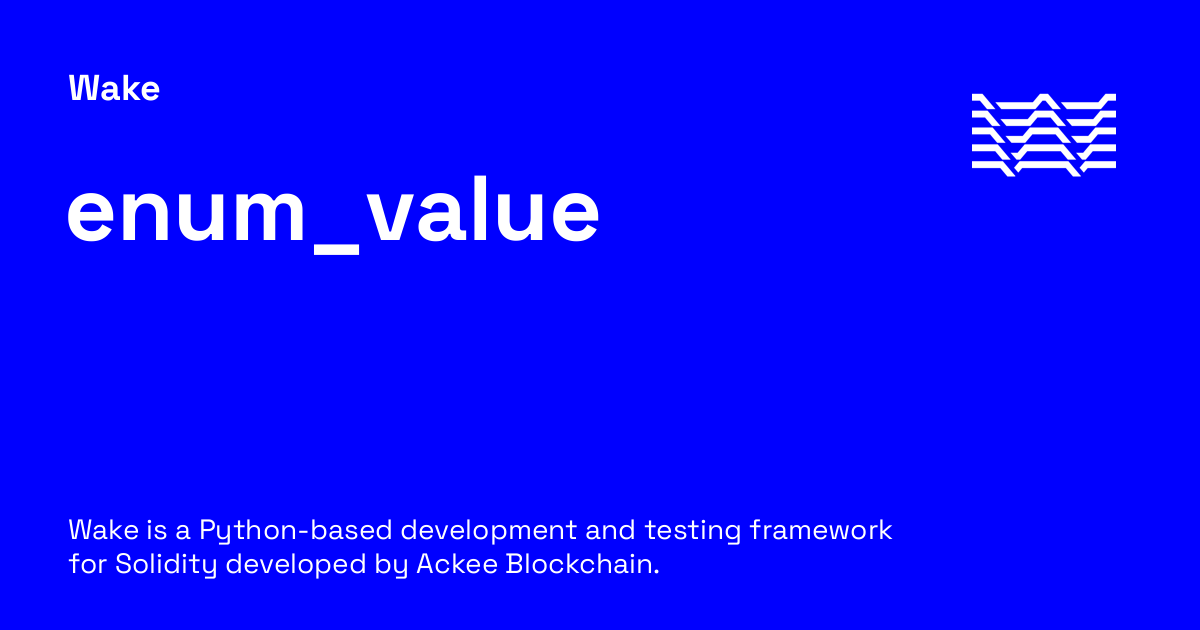 Wake
enum_value
Wake is a Python-based development and testing framework
for Solidity developed by Ackee Blockchain.